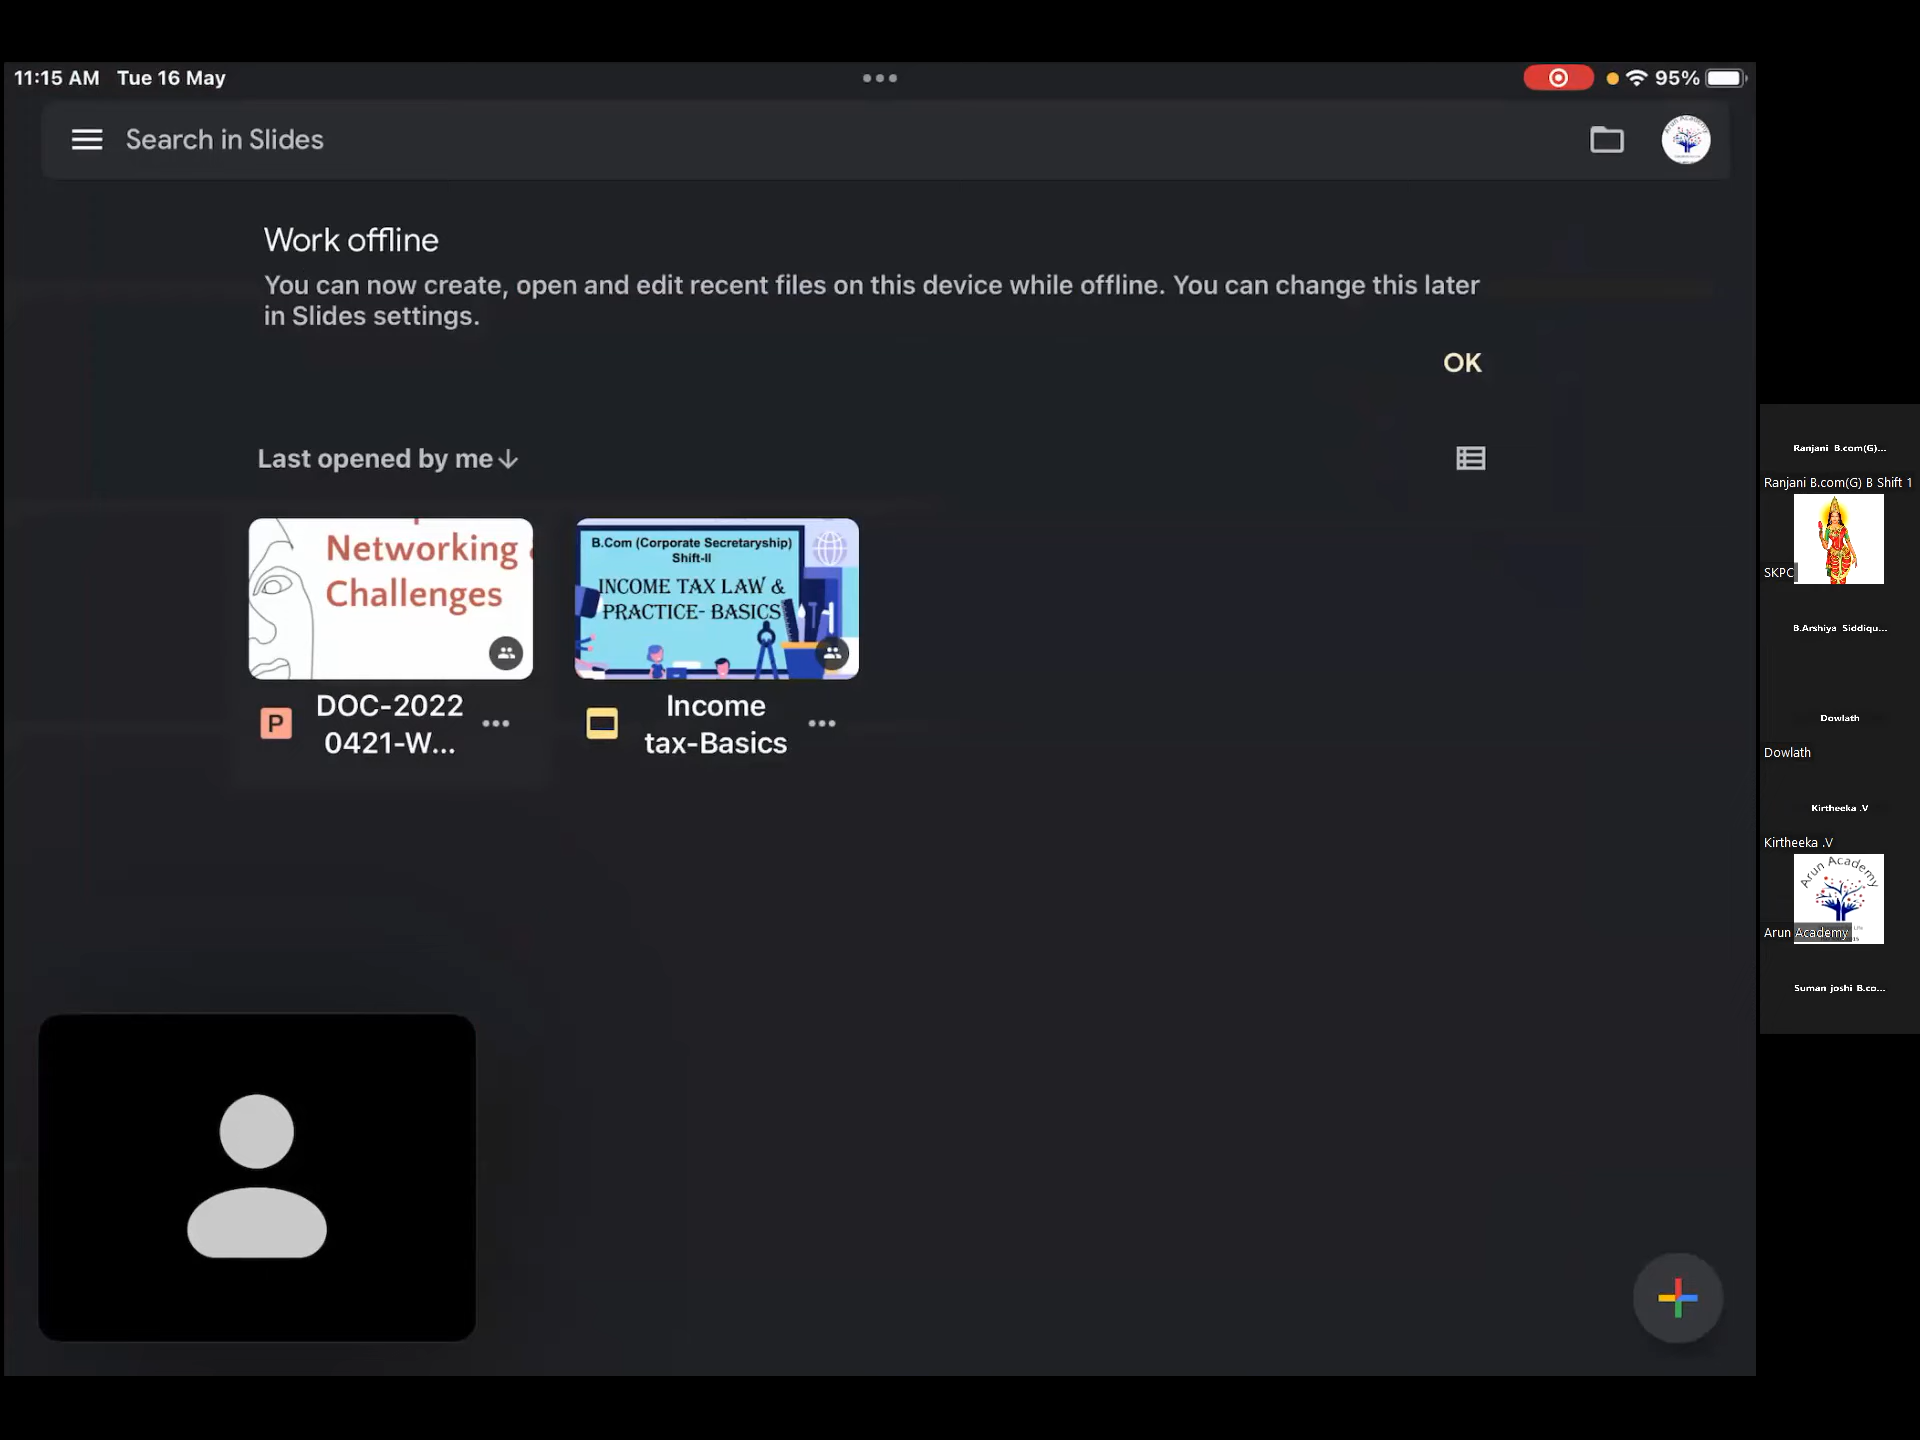 11:15 AM Tue 16 May
95%
Search in Slides
Work offline
You can now create, open and edit recent files on this device while offline. You can change this later
in Slides settings.
OK
Last opened by me
Networking
Challenges
P
DOC-2022
0421-W...
B.Com (Corporate Secretaryship)
Shift-II
INCOME TAX LAW &
PRACTICE- BASICS
Income
tax-Basics
Ranjani B.com(G)...
Ranjani B.com(G) B Shift 1
SKPC
B.Arshiya Siddiqu...
Dowlath
Dowlath
Kirtheeka .V
Kirtheeka .V
Arun Academy
Arun Academy
Suman joshi B.co...